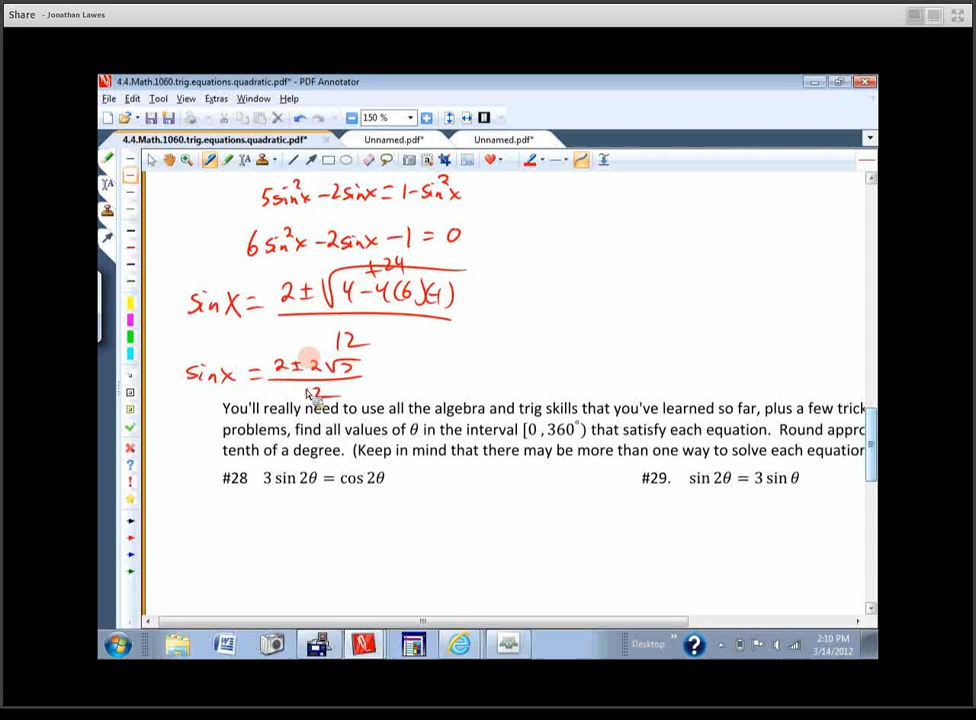 Share - Jonathan Lawes
4.4.Math.1060.trig.equations.quadratic.pdf* - PDF Annotator
File Edit Tool View Extras Window Help
150 %
4.4.Math.1060.trig.equations.quadratic.pdf* Unnamed.pdf* Unnamed.pdf*
5sin²x - 2sinx = 1 - sin²x
6 sin²x - 2sinx - 1 = 0
+24
sinx = 2 ± √4 - 4(6)(-1)
12
sinx = 2 ± 2√7
12
You'll really need to use all the algebra and trig skills that you've learned so far, plus a few trick
problems, find all values of θ in the interval [0 , 360°) that satisfy each equation. Round appro
tenth of a degree. (Keep in mind that there may be more than one way to solve each equation
#28 3 sin 2θ = cos 2θ #29. sin 2θ = 3 sin θ
Desktop »
2:10 PM
3/14/2012